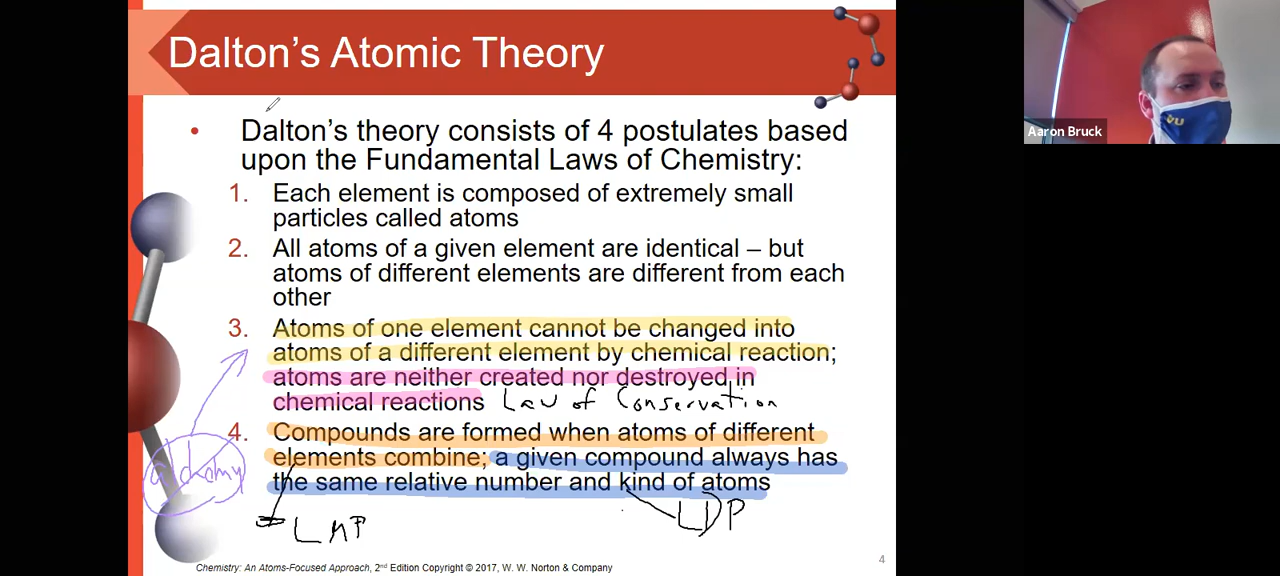 Dalton's Atomic Theory
• Dalton's theory consists of 4 postulates based
upon the Fundamental Laws of Chemistry:
1. Each element is composed of extremely small
particles called atoms
2. All atoms of a given element are identical – but
atoms of different elements are different from each
other
3. Atoms of one element cannot be changed into
atoms of a different element by chemical reaction;
atoms are neither created nor destroyed in
chemical reactions Law of Conservation
4. Compounds are formed when atoms of different
elements combine; a given compound always has
the same relative number and kind of atoms
alchemy
LMP
LDP
Chemistry: An Atoms-Focused Approach, 2nd Edition Copyright © 2017, W. W. Norton & Company
4
Aaron Bruck
VU